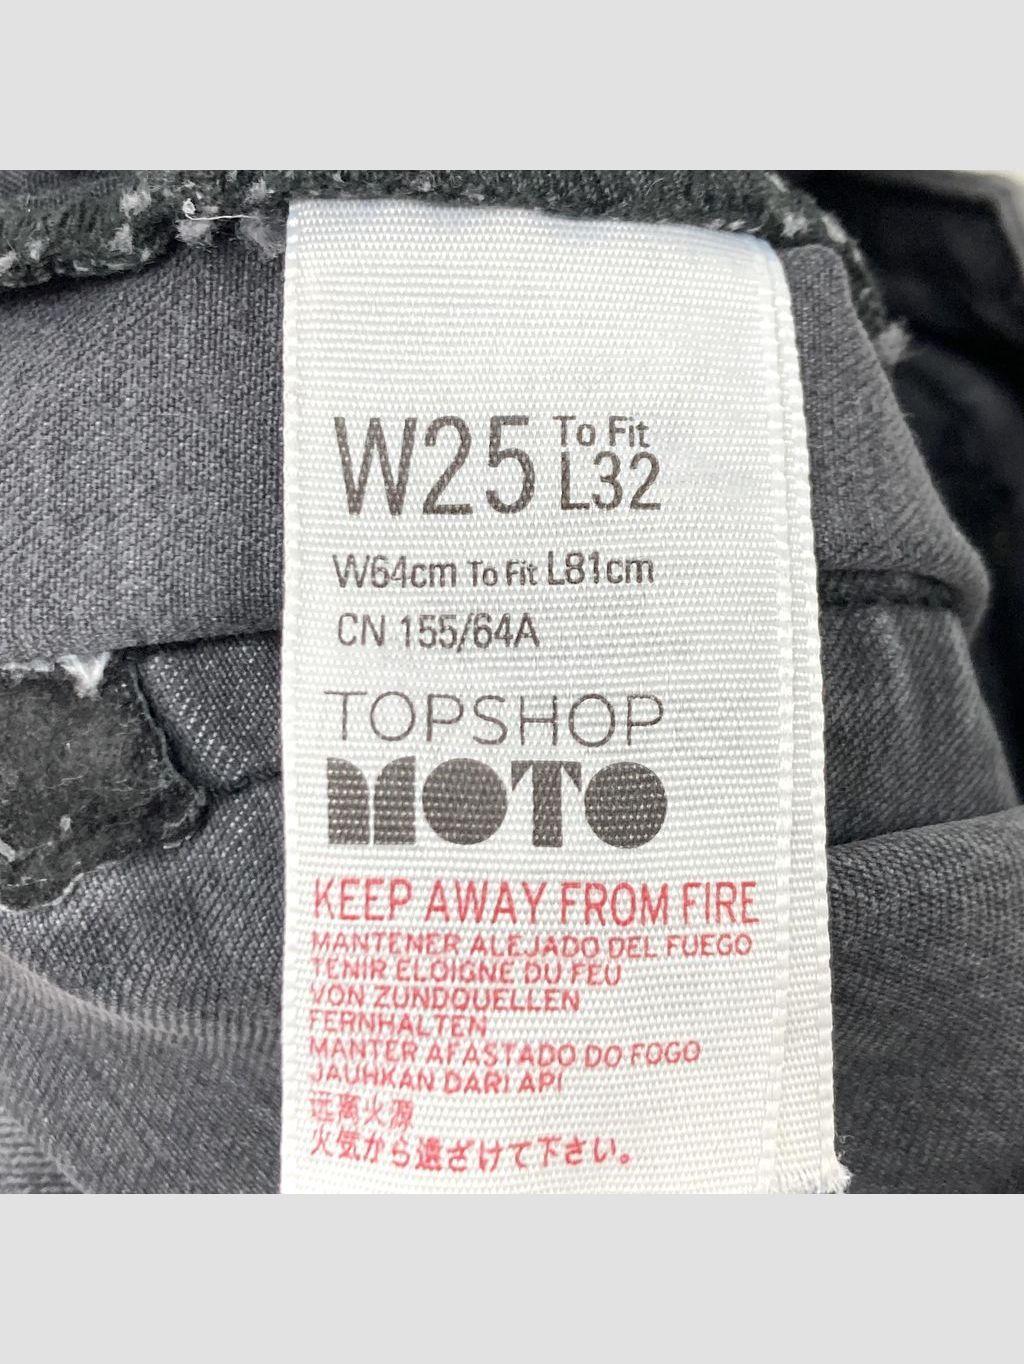 W25 To Fit L32
W64cm To Fit L81cm
CN 155/64A
TOPSHOP
MOTO
KEEP AWAY FROM FIRE
MANTENER ALEJADO DEL FUEGO
TENIR ELOIGNE DU FEU
VON ZUNDQUELLEN
FERNHALTEN
MANTER AFASTADO DO FOGO
JAUHKAN DARI API
远离火源
火気から遠ざけて下さい。